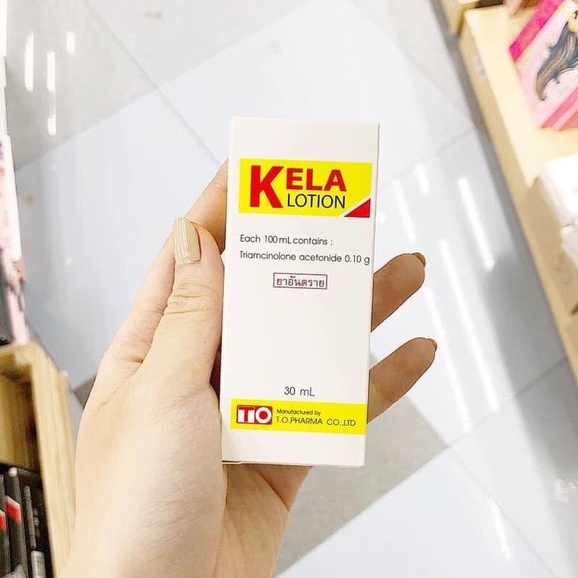 KELA
LOTION
Each 100 mL contains :
Triamcinolone acetonide 0.10 g
ยาอันตราย
30 mL
TO
Manufactured by
T.O.PHARMA CO.,LTD